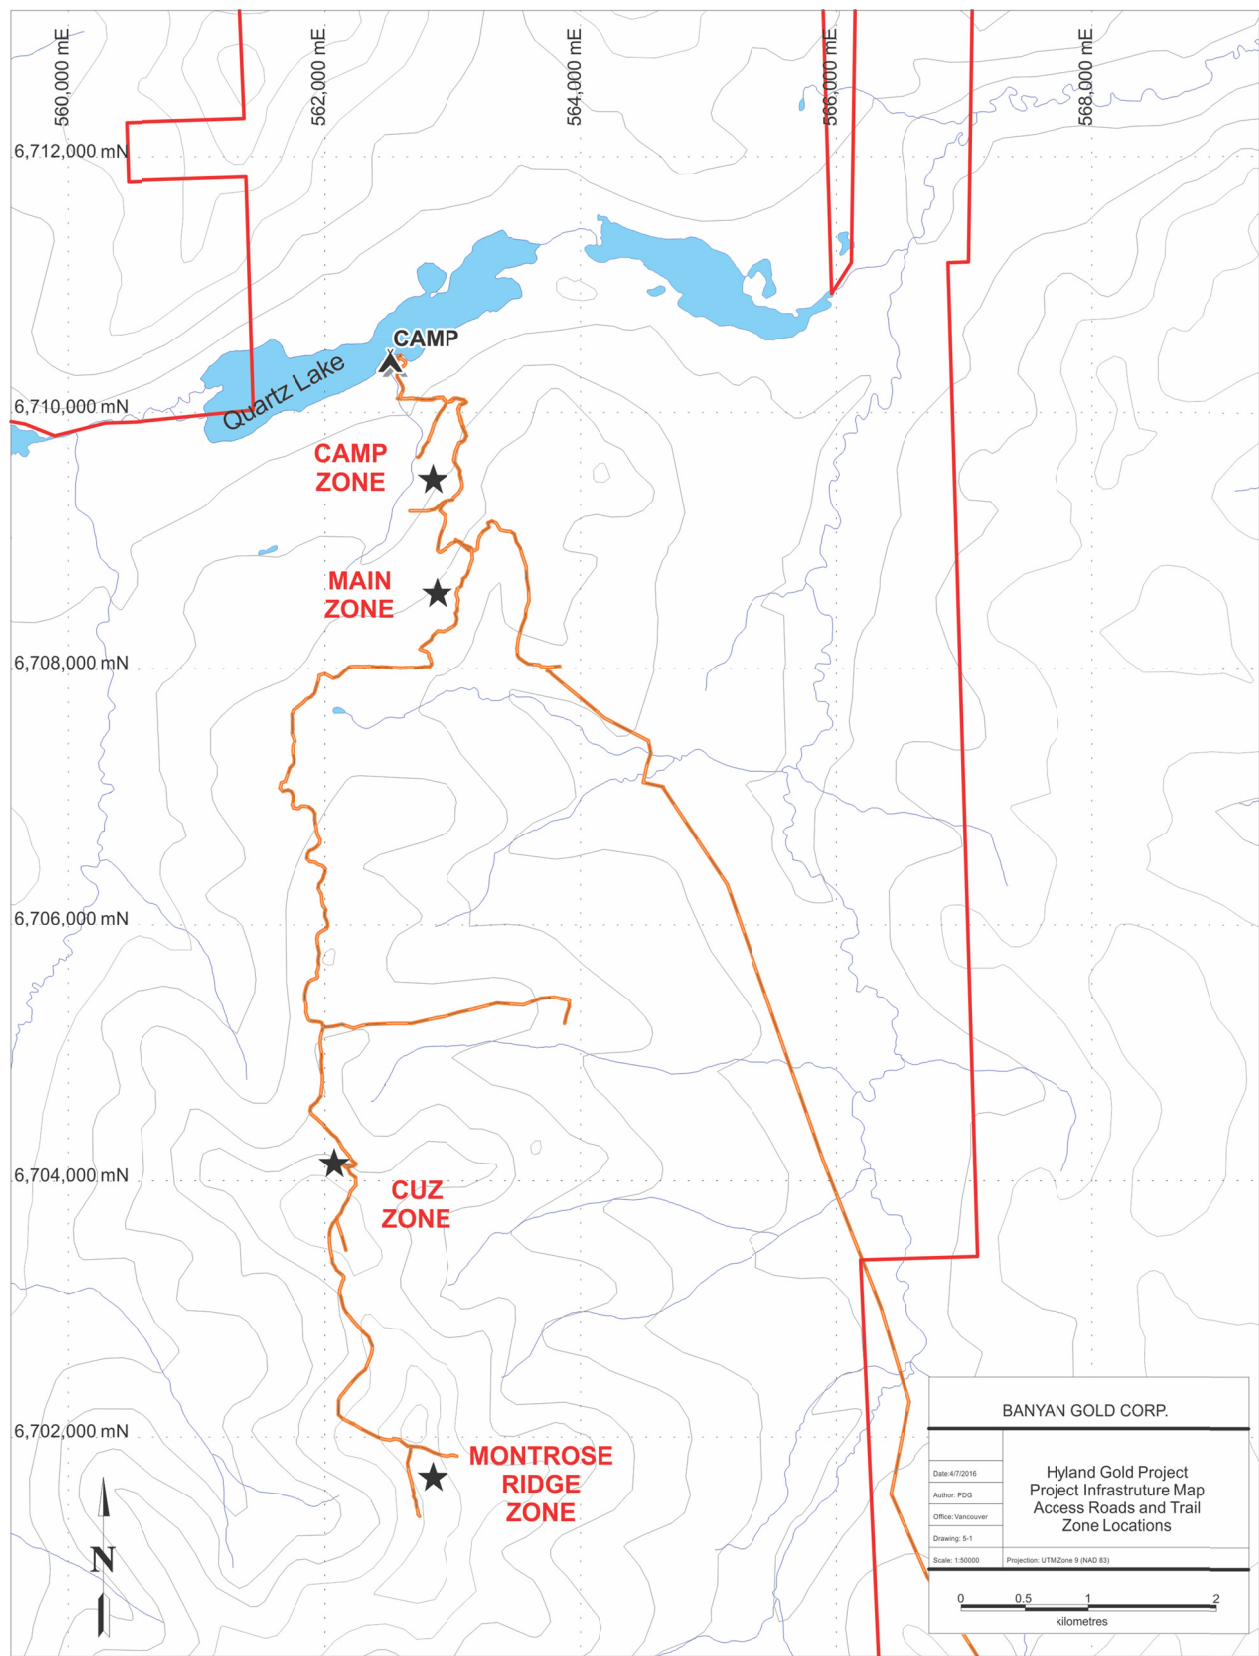 560,000 mE
562,000 mE
564,000 mE
566,000 mE
568,000 mE
6,712,000 mN
CAMP
Quartz Lake
6,710,000 mN
CAMP
ZONE
MAIN
ZONE
6,708,000 mN
6,706,000 mN
6,704,000 mN
CUZ
ZONE
6,702,000 mN
MONTROSE
RIDGE
ZONE
N
BANYAN GOLD CORP.
Date:4/7/2016
Author: PDG
Office: Vancouver
Drawing: 5-1
Scale: 1:50000
Hyland Gold Project
Project Infrastruture Map
Access Roads and Trail
Zone Locations
Projection: UTMZone 9 (NAD 83)
0 0.5 1 2
kilometres